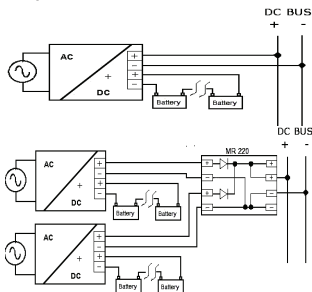 DC BUS
+ -
AC
+
DC
+
-
+
-
Battery Battery
DC BUS
+ -
MR 220
AC
+
DC
+
-
+
-
Battery Battery
+
-
+
-
+
+
-
-
AC
+
DC
+
-
+
-
Battery Battery